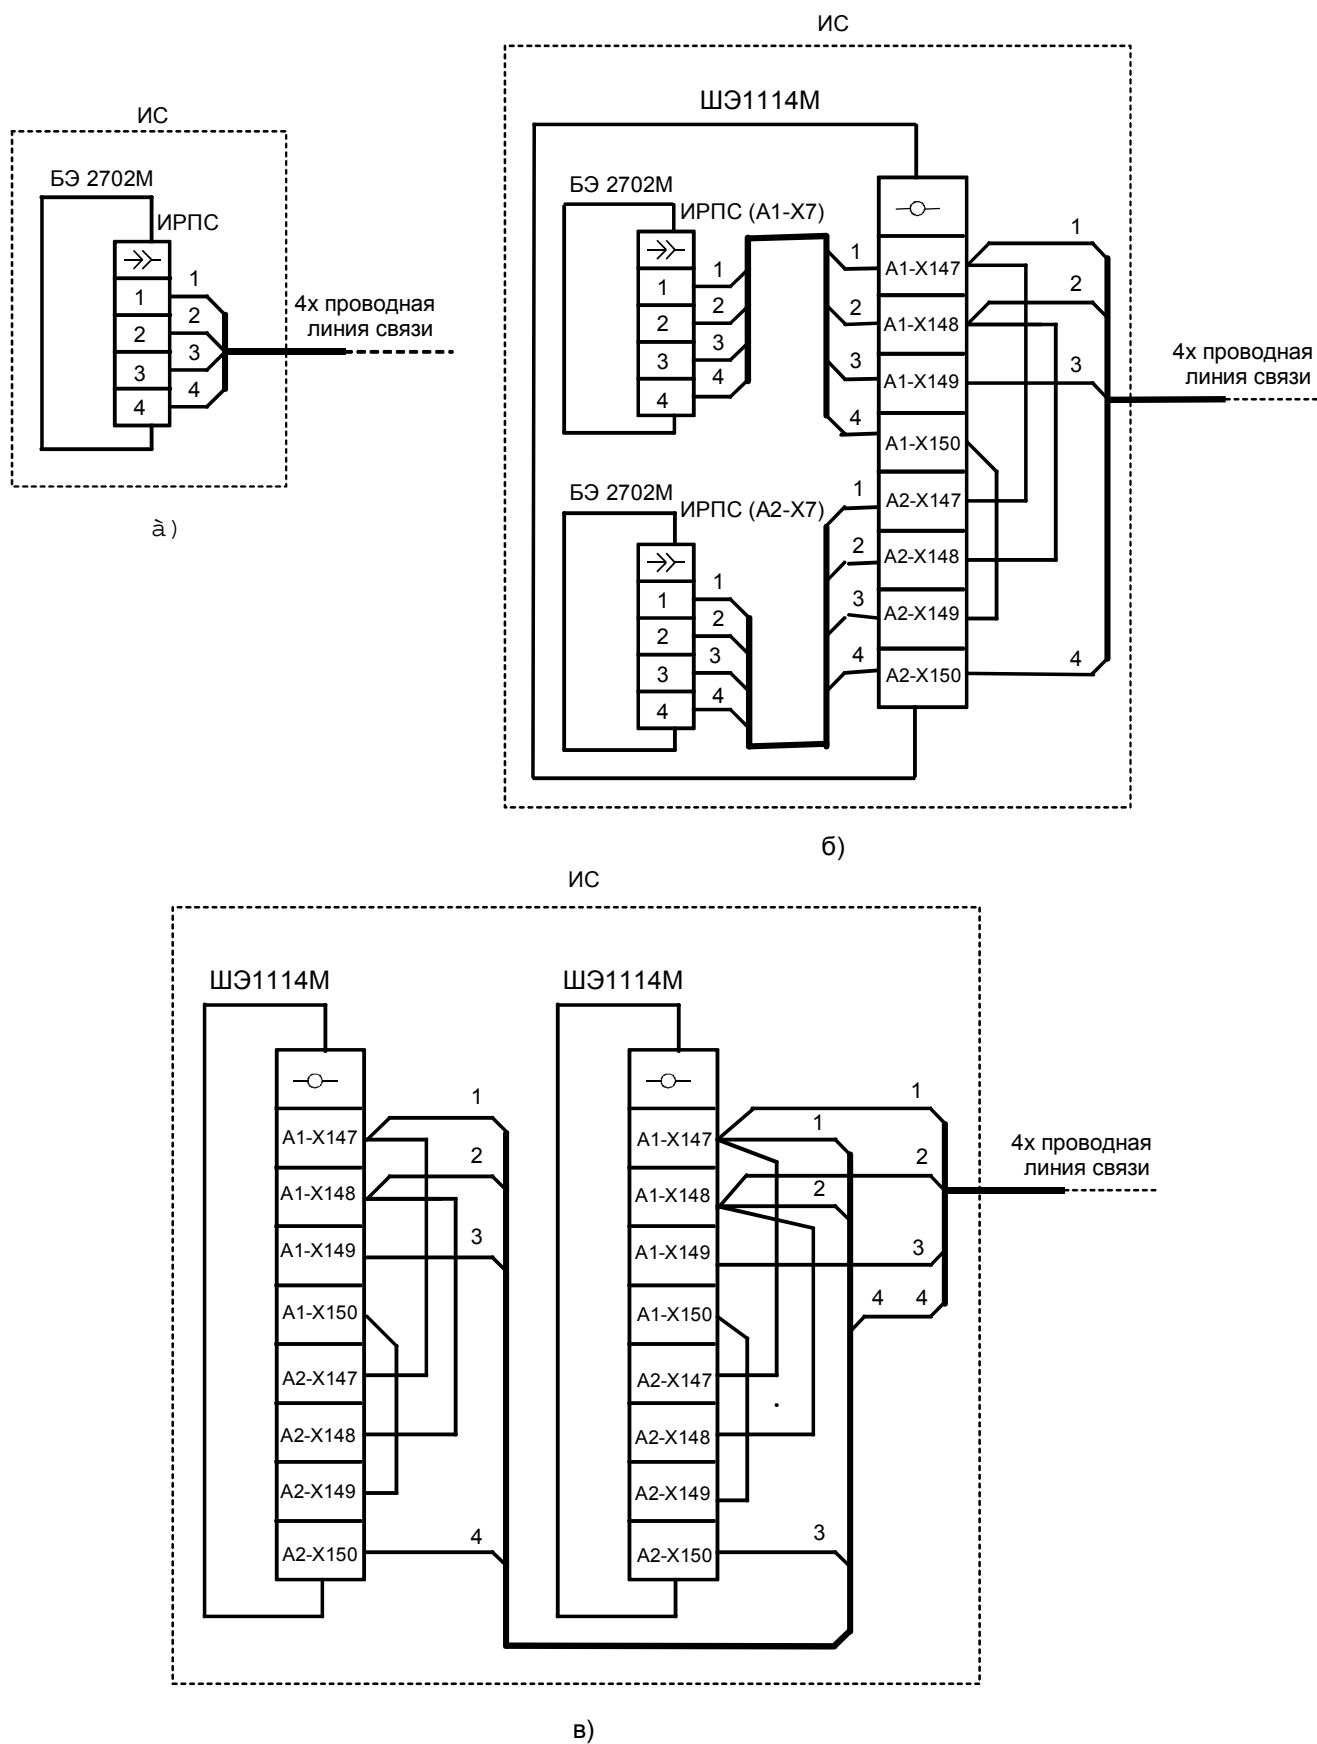 ИС
БЭ 2702М
ИРПС
1
2
3
4
1
2
3
4
4х проводная
линия связи
à)
ИС
ШЭ1114М
БЭ 2702М
ИРПС (А1-Х7)
1
2
3
4
1
2
3
4
1
2
3
4
БЭ 2702М
ИРПС (А2-Х7)
1
2
3
4
1
2
3
4
1
2
3
4
А1-Х147
А1-Х148
А1-Х149
А1-Х150
А2-Х147
А2-Х148
А2-Х149
А2-Х150
1
2
3
4
4х проводная
линия связи
б)
ИС
ШЭ1114М
А1-Х147
А1-Х148
А1-Х149
А1-Х150
А2-Х147
А2-Х148
А2-Х149
А2-Х150
1
2
3
4
ШЭ1114М
А1-Х147
А1-Х148
А1-Х149
А1-Х150
А2-Х147
А2-Х148
А2-Х149
А2-Х150
1
1
2
2
3
4
4
3
4х проводная
линия связи
в)